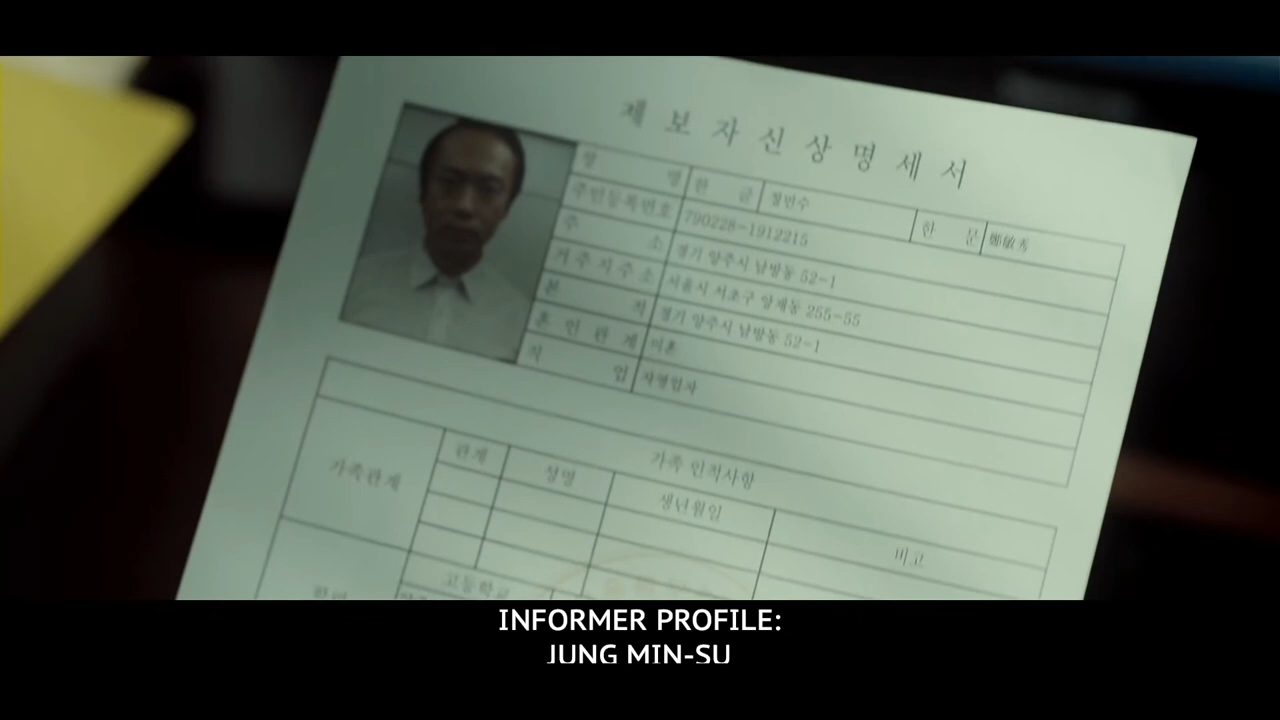 제 보 자 신 상 명 세 서
성 명 한 글 정민수 한 문 鄭敏秀
주민등록번호 790228-1912215
주 소 경기 양주시 남방동 52-1
거 주 지 주 소 서울시 서초구 양재동 255-55
본 적 경기 양주시 남방동 52-1
혼 인 관 계 미혼
직 업 자영업자
가족 인적사항
가족관계 관계 성명 생년월일 비고
고등학교
INFORMER PROFILE:
JUNG MIN-SU